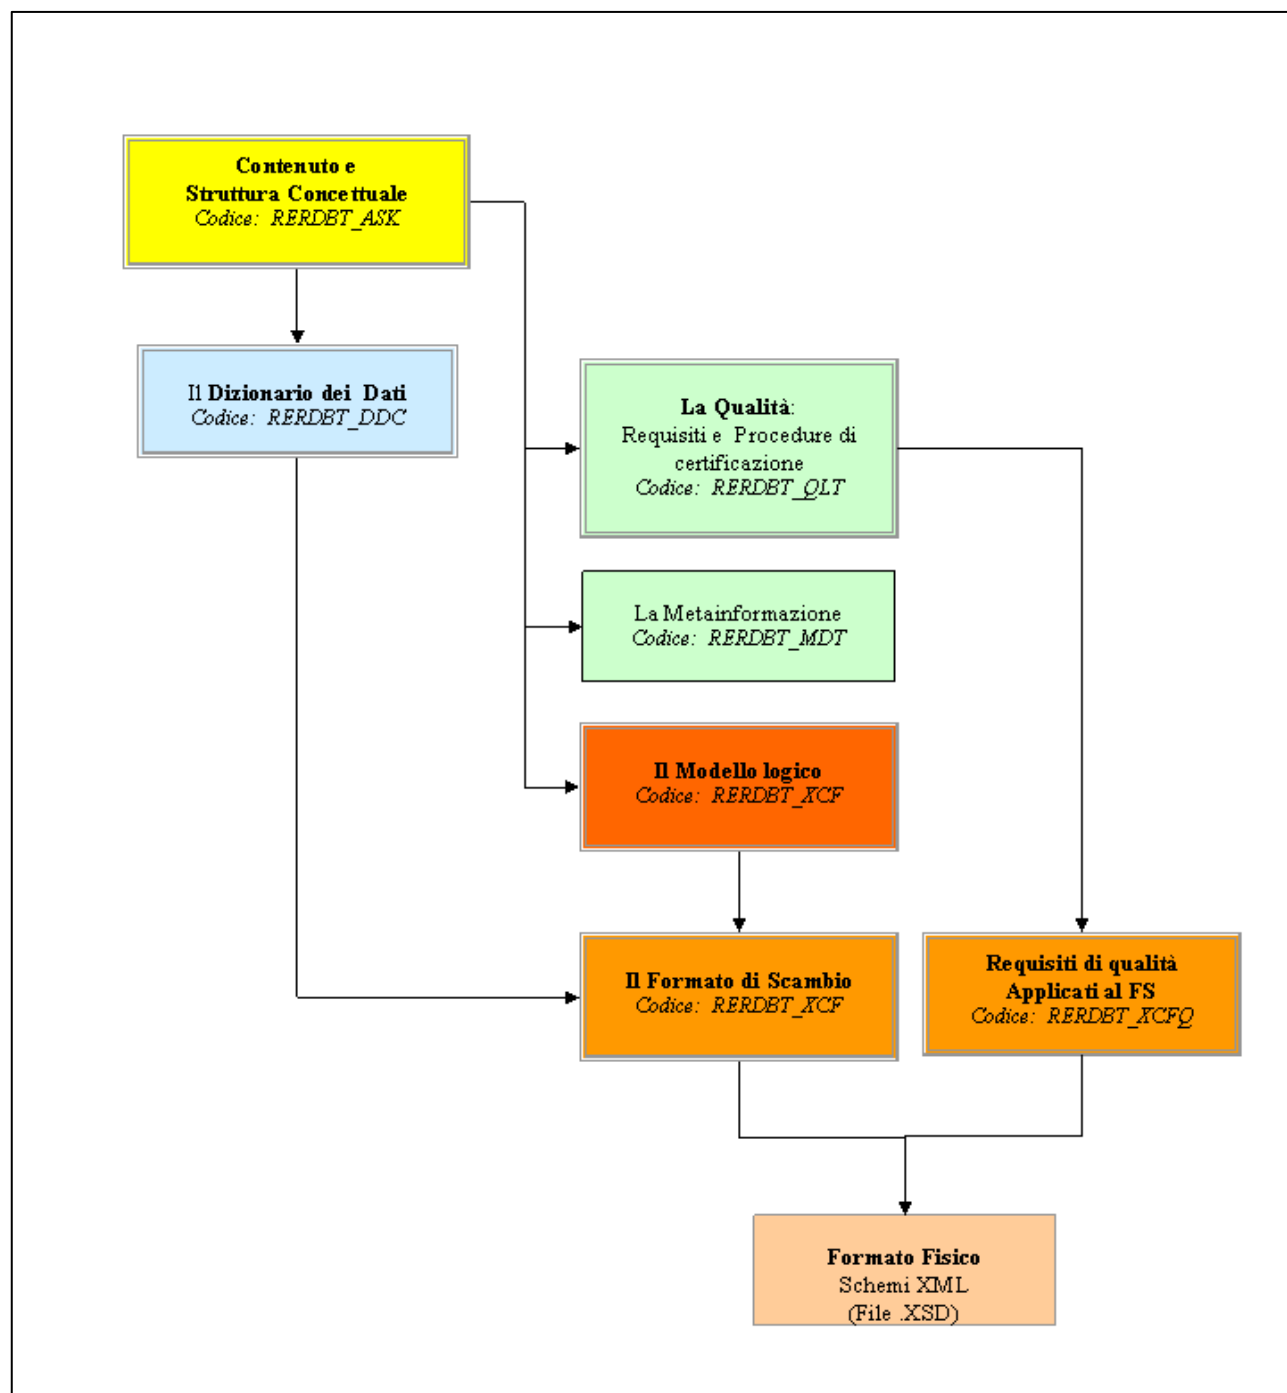 Contenuto e
Struttura Concettuale
Codice: RERDBT_ASK
Il Dizionario dei Dati
Codice: RERDBT_DDC
La Qualità:
Requisiti e Procedure di
certificazione
Codice: RERDBT_QLT
La Metainformazione
Codice: RERDBT_MDT
Il Modello logico
Codice: RERDBT_XCF
Il Formato di Scambio
Codice: RERDBT_XCF
Requisiti di qualità
Applicati al FS
Codice: RERDBT_XCFQ
Formato Fisico
Schemi XML
(File .XSD)